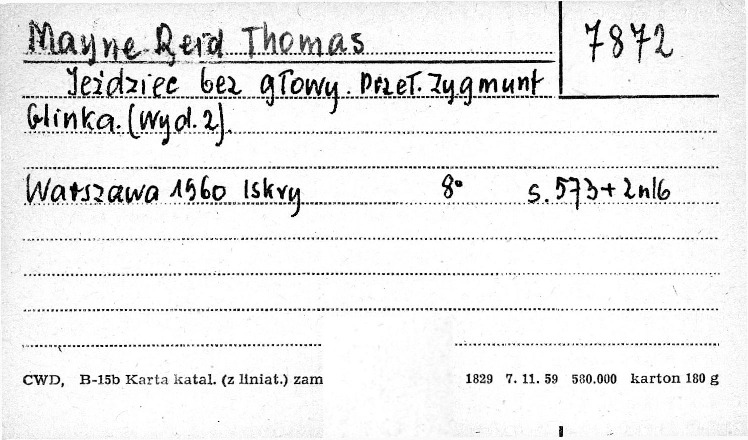 Mayne Reid Thomas
7872
Jeździec bez głowy. Przeł. Zygmunt
Glinka. (Wyd. 2).
Warszawa 1960 Iskry 8° s. 573+2nlb
CWD, B-15b Karta katal. (z liniat.) zam
1829 7. 11. 59 580.000 karton 180 g